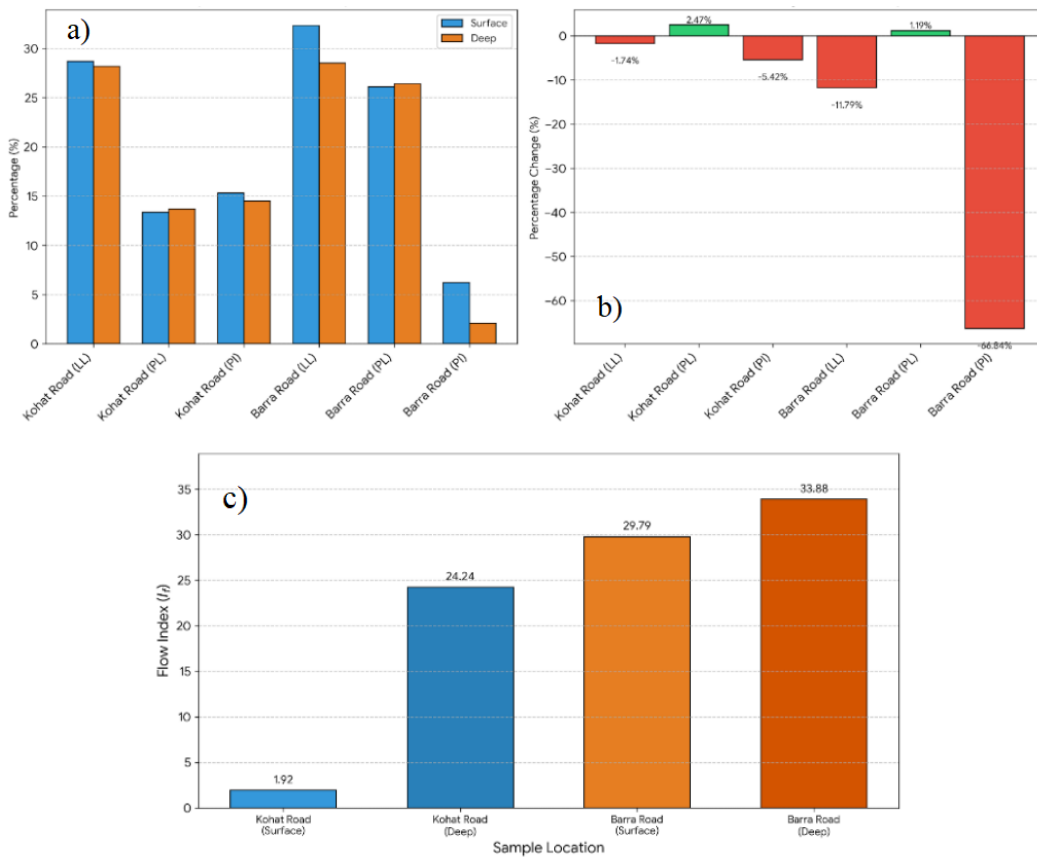 a)
Surface
Deep
Percentage (%)
30
25
20
15
10
5
0
Kohat Road (LL)
Kohat Road (PL)
Kohat Road (PI)
Barra Road (LL)
Barra Road (PL)
Barra Road (PI)
b)
Percentage Change (%)
0
−10
−20
−30
−40
−50
−60
-1.74%
2.47%
-5.42%
-11.79%
1.19%
-66.84%
Kohat Road (LL)
Kohat Road (PL)
Kohat Road (PI)
Barra Road (LL)
Barra Road (PL)
Barra Road (PI)
c)
Flow Index (If)
35
30
25
20
15
10
5
0
1.92
24.24
29.79
33.88
Kohat Road
(Surface)
Kohat Road
(Deep)
Barra Road
(Surface)
Barra Road
(Deep)
Sample Location